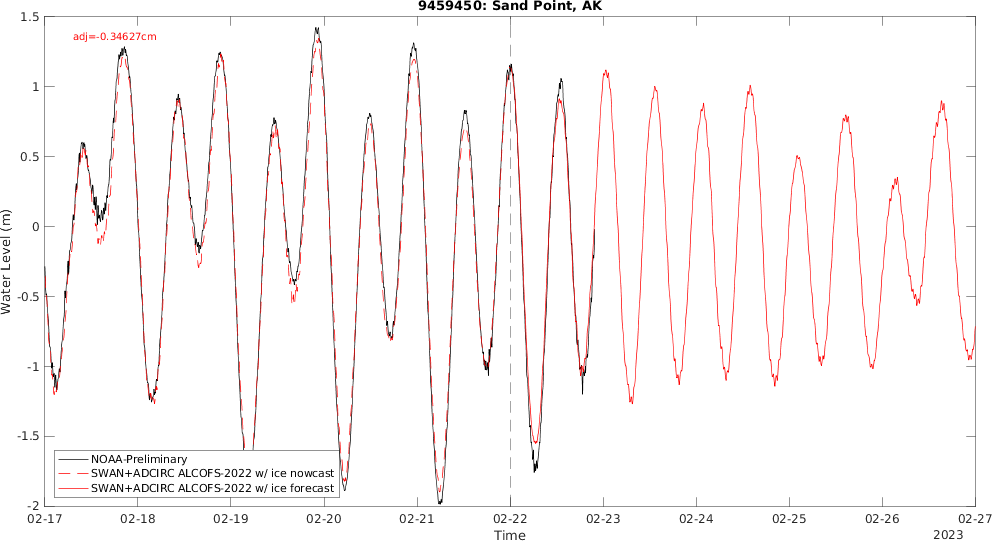 9459450: Sand Point, AK
adj=-0.34627cm
1.5
1
0.5
0
-0.5
-1
-1.5
-2
Water Level (m)
NOAA-Preliminary
SWAN+ADCIRC ALCOFS-2022 w/ ice nowcast
SWAN+ADCIRC ALCOFS-2022 w/ ice forecast
02-17 02-18 02-19 02-20 02-21 02-22 02-23 02-24 02-25 02-26 02-27
Time
2023